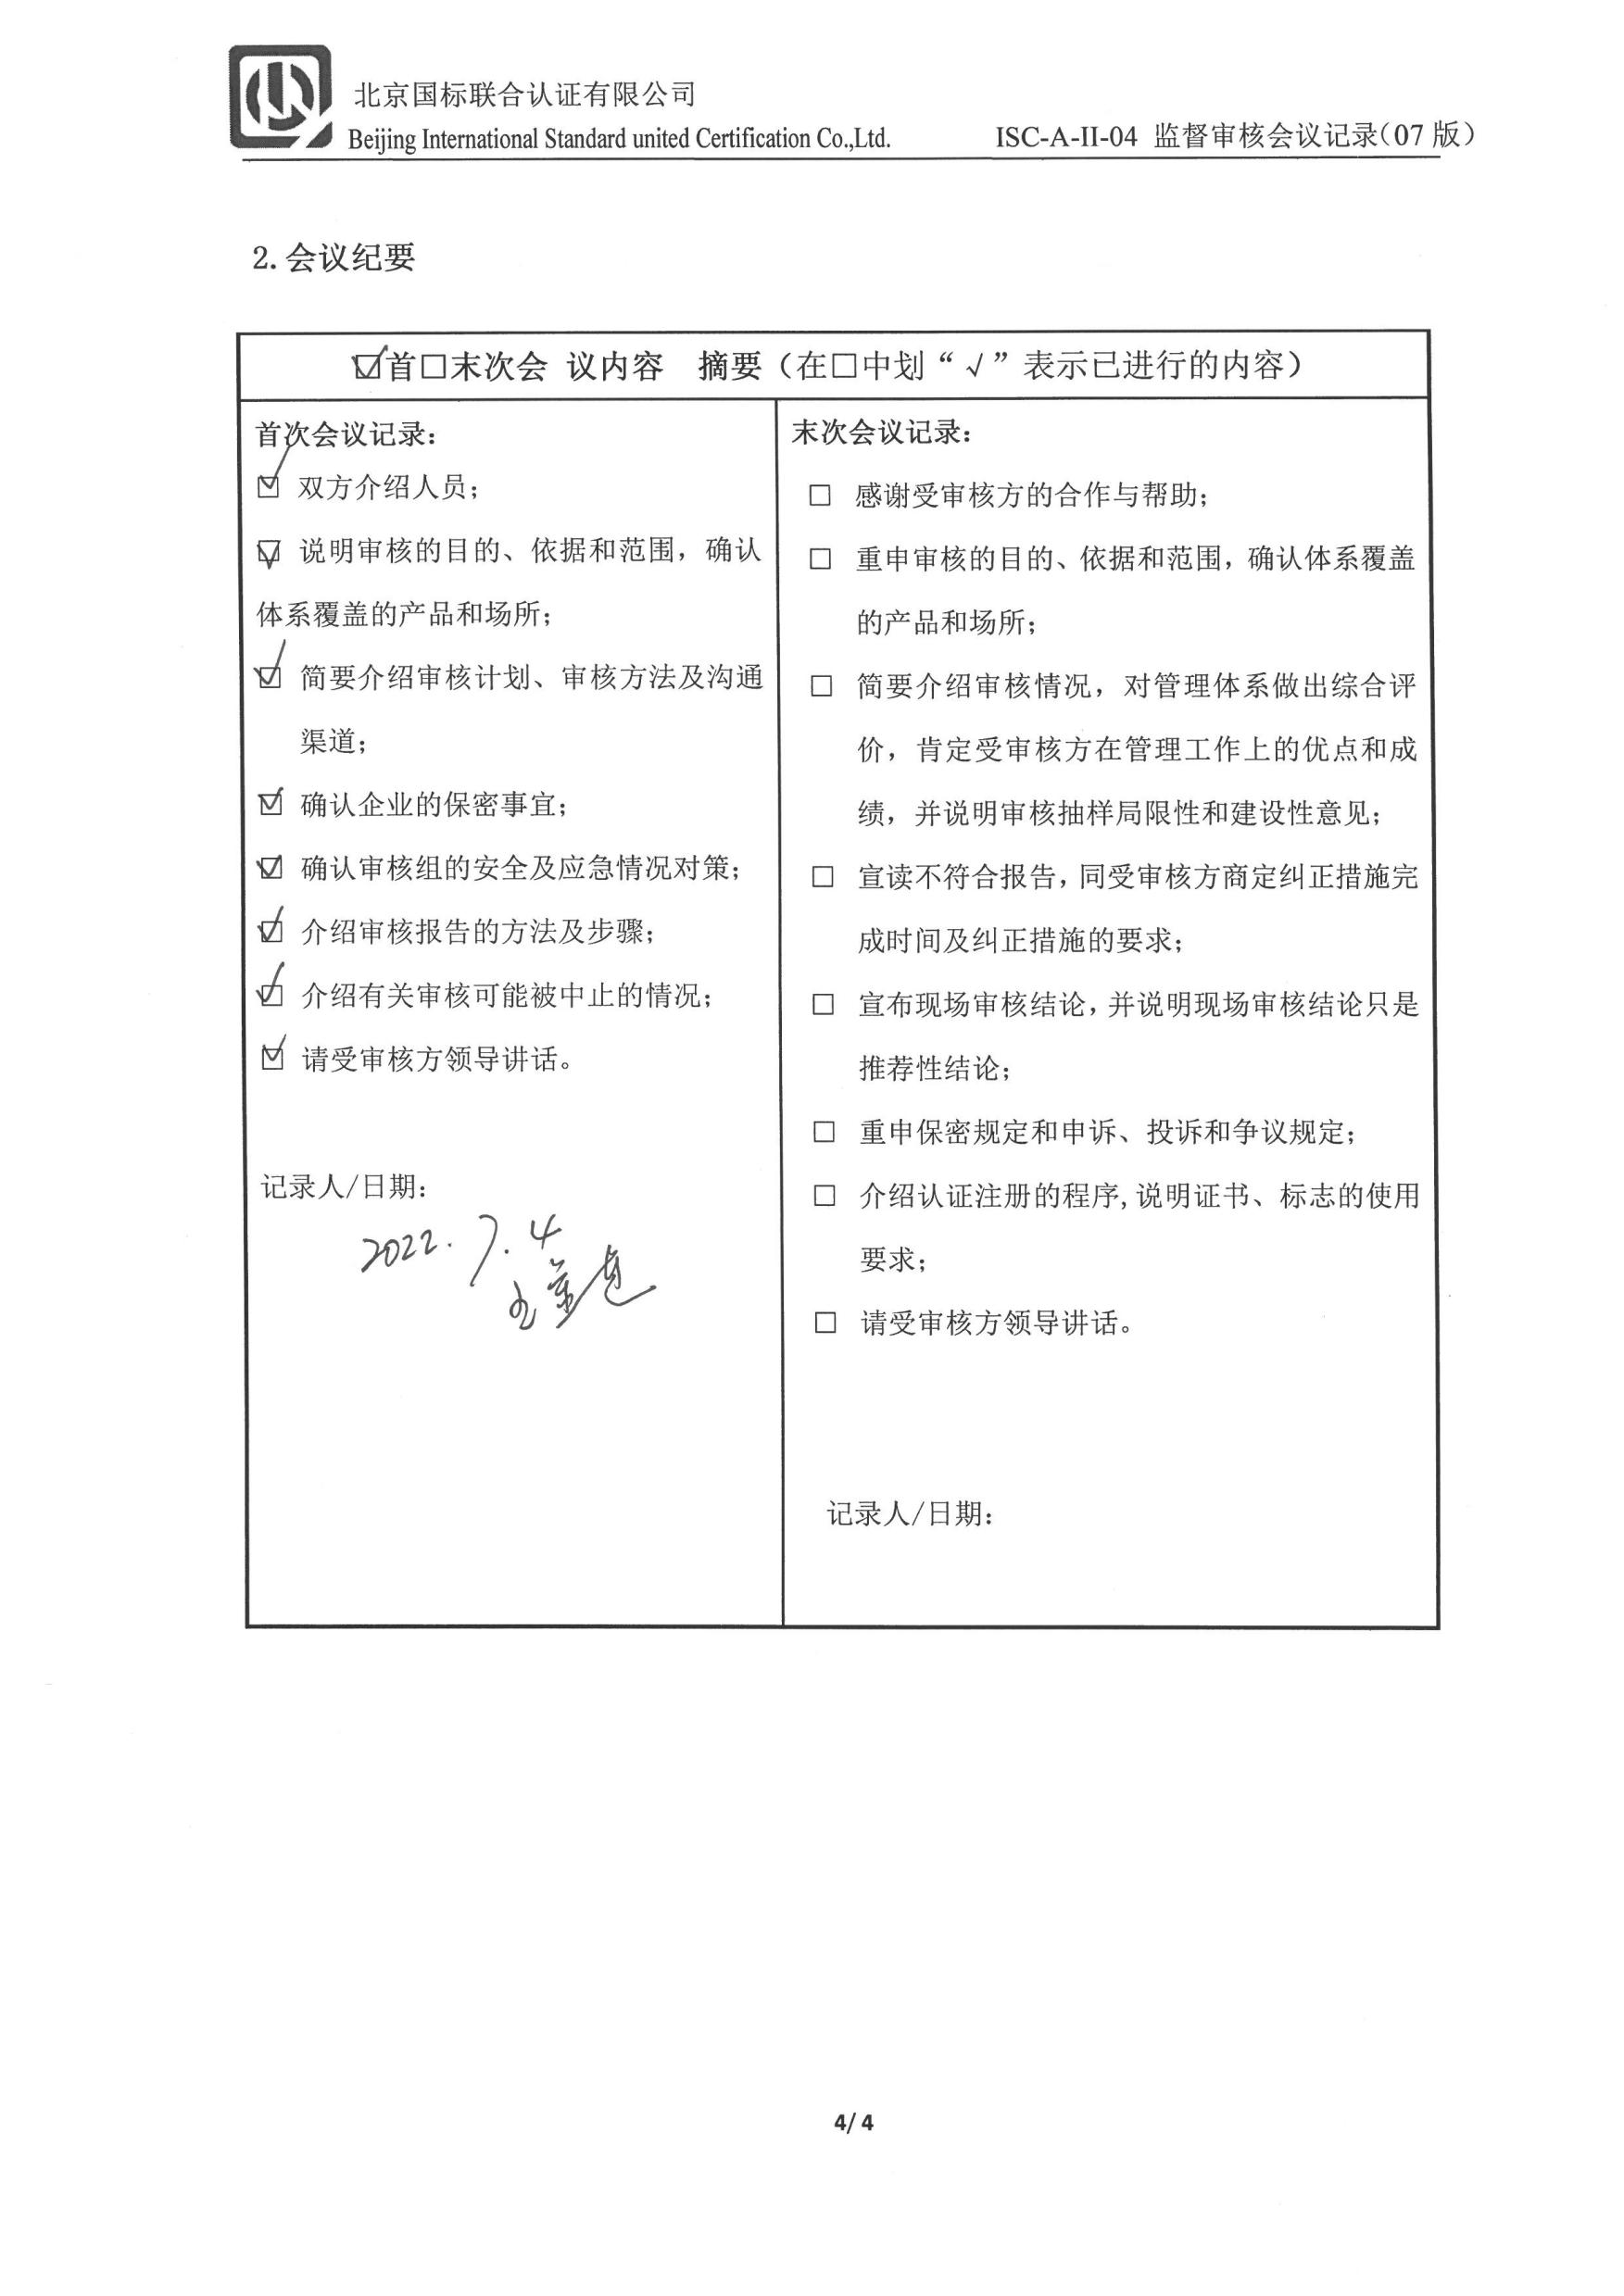 北京国标联合认证有限公司
Beijing International Standard united Certification Co.,Ltd. ISC-A-II-04 监督审核会议记录(07 版)
2.会议纪要
☑首□末次会 议内容 摘要（在□中划“√”表示已进行的内容）
首次会议记录：
☑ 双方介绍人员；
☑ 说明审核的目的、依据和范围，确认
体系覆盖的产品和场所；
☑ 简要介绍审核计划、审核方法及沟通
渠道；
☑ 确认企业的保密事宜；
☑ 确认审核组的安全及应急情况对策；
☑ 介绍审核报告的方法及步骤；
☑ 介绍有关审核可能被中止的情况；
☑ 请受审核方领导讲话。
记录人/日期：
2022.7.4
末次会议记录：
□ 感谢受审核方的合作与帮助；
□ 重申审核的目的、依据和范围，确认体系覆盖
的产品和场所；
□ 简要介绍审核情况，对管理体系做出综合评
价，肯定受审核方在管理工作上的优点和成
绩，并说明审核抽样局限性和建设性意见；
□ 宣读不符合报告，同受审核方商定纠正措施完
成时间及纠正措施的要求；
□ 宣布现场审核结论，并说明现场审核结论只是
推荐性结论；
□ 重申保密规定和申诉、投诉和争议规定；
□ 介绍认证注册的程序,说明证书、标志的使用
要求；
□ 请受审核方领导讲话。
记录人/日期：
4/ 4